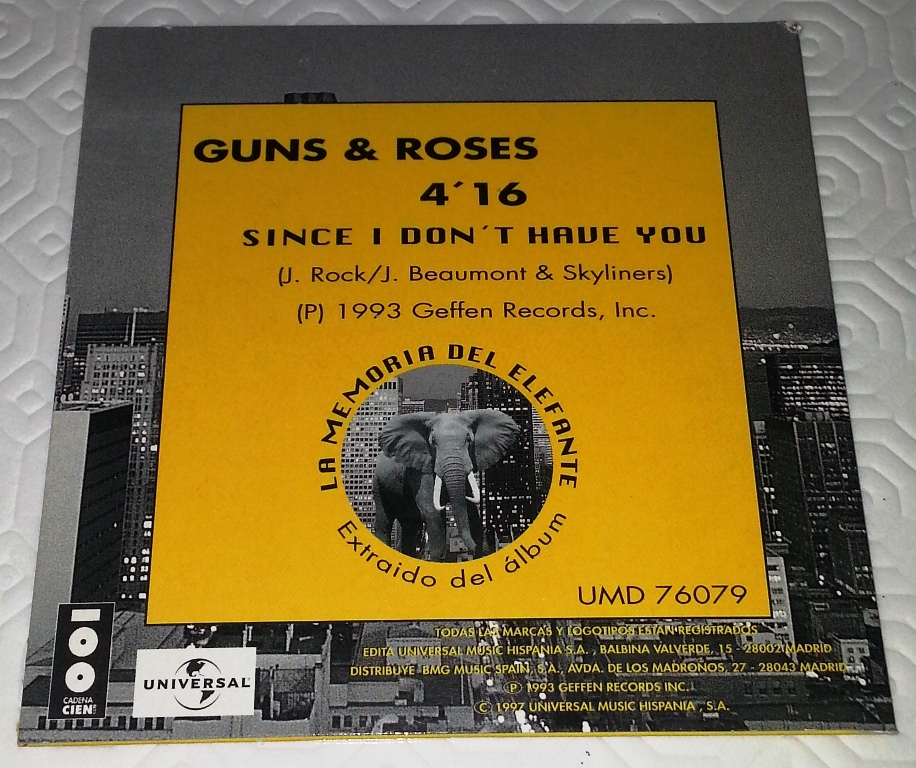 GUNS & ROSES
4´16
SINCE I DON´T HAVE YOU
(J. Rock/J. Beaumont & Skyliners)
(P) 1993 Geffen Records, Inc.
LA MEMORIA DEL ELEFANTE
Extraido del álbum
UMD 76079
TODAS LAS MARCAS Y LOGOTIPOS ESTAN REGISTRADOS
EDITA UNIVERSAL MUSIC HISPANIA S.A. , BALBINA VALVERDE, 15 - 28002 MADRID
DISTRIBUYE BMG MUSIC SPAIN, S.A., AVDA. DE LOS MADROÑOS, 27 - 28043 MADRID
(P) 1993 GEFFEN RECORDS INC.
© 1997 UNIVERSAL MUSIC HISPANIA , S.A.
100
CADENA
CIEN
UNIVERSAL